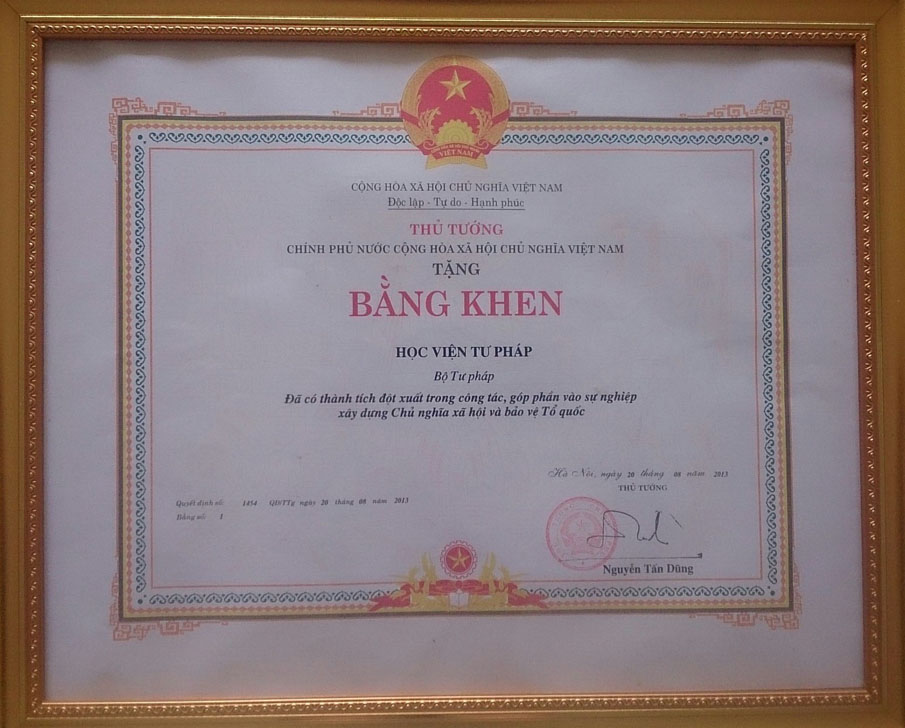 VIỆT NAM
CỘNG HÒA XÃ HỘI CHỦ NGHĨA VIỆT NAM
Độc lập - Tự do - Hạnh phúc
THỦ TƯỚNG
CHÍNH PHỦ NƯỚC CỘNG HÒA XÃ HỘI CHỦ NGHĨA VIỆT NAM
TẶNG
BẰNG KHEN
HỌC VIỆN TƯ PHÁP
Bộ Tư pháp
Đã có thành tích đột xuất trong công tác, góp phần vào sự nghiệp
xây dựng Chủ nghĩa xã hội và bảo vệ Tổ quốc
Hà Nội, ngày 20 tháng 08 năm 2013
THỦ TƯỚNG
Quyết định số: 1454 QĐ/TTg ngày 20 tháng 08 năm 2013
Bằng số: 1
Nguyễn Tấn Dũng